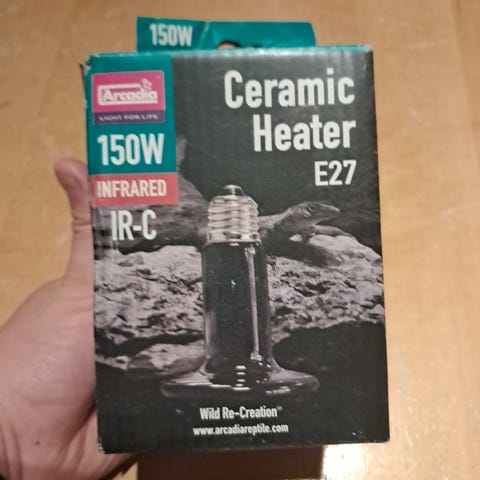 150W
Arcadia
LIGHT FOR LIFE
150W
INFRARED
IR-C
Ceramic
Heater
E27
Wild Re-Creation®
www.arcadiareptile.com